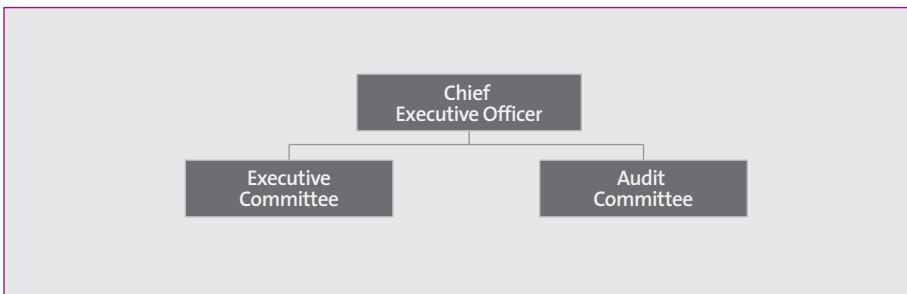 Chief
Executive Officer
Executive
Committee
Audit
Committee